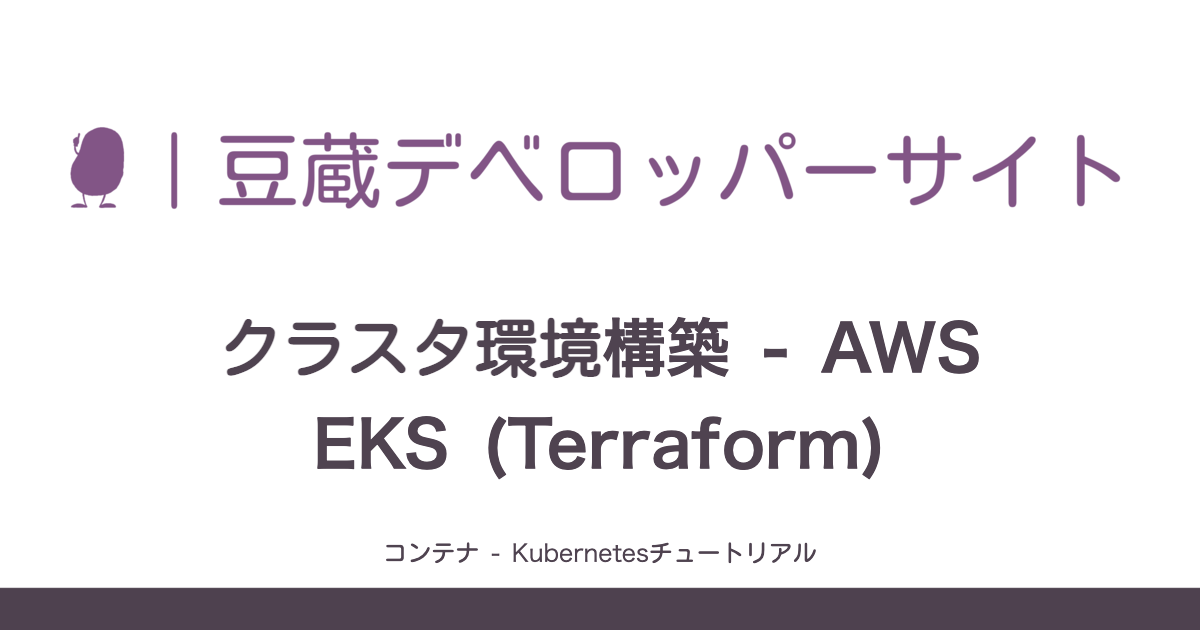 豆蔵デベロッパーサイト
クラスタ環境構築 - AWS
EKS (Terraform)
コンテナ - Kubernetesチュートリアル